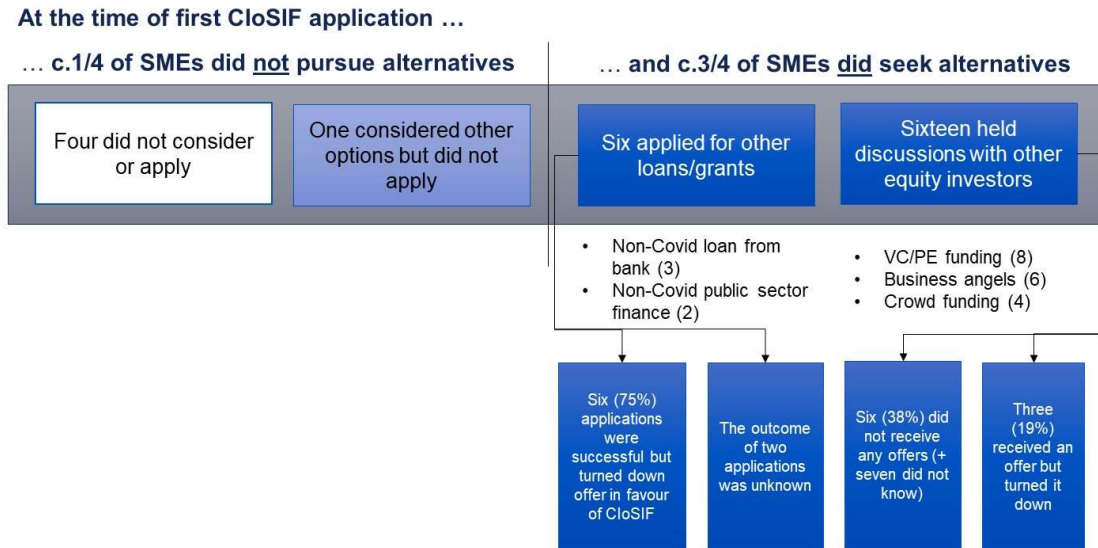 At the time of first CIoSIF application …
… c.1/4 of SMEs did not pursue alternatives
… and c.3/4 of SMEs did seek alternatives
Four did not consider
or apply
One considered other
options but did not
apply
Six applied for other
loans/grants
Sixteen held
discussions with other
equity investors
• Non-Covid loan from
bank (3)
• Non-Covid public sector
finance (2)
• VC/PE funding (8)
• Business angels (6)
• Crowd funding (4)
Six (75%)
applications
were
successful but
turned down
offer in favour
of CIoSIF
The outcome
of two
applications
was unknown
Six (38%) did
not receive
any offers (+
seven did not
know)
Three
(19%)
received an
offer but
turned it
down